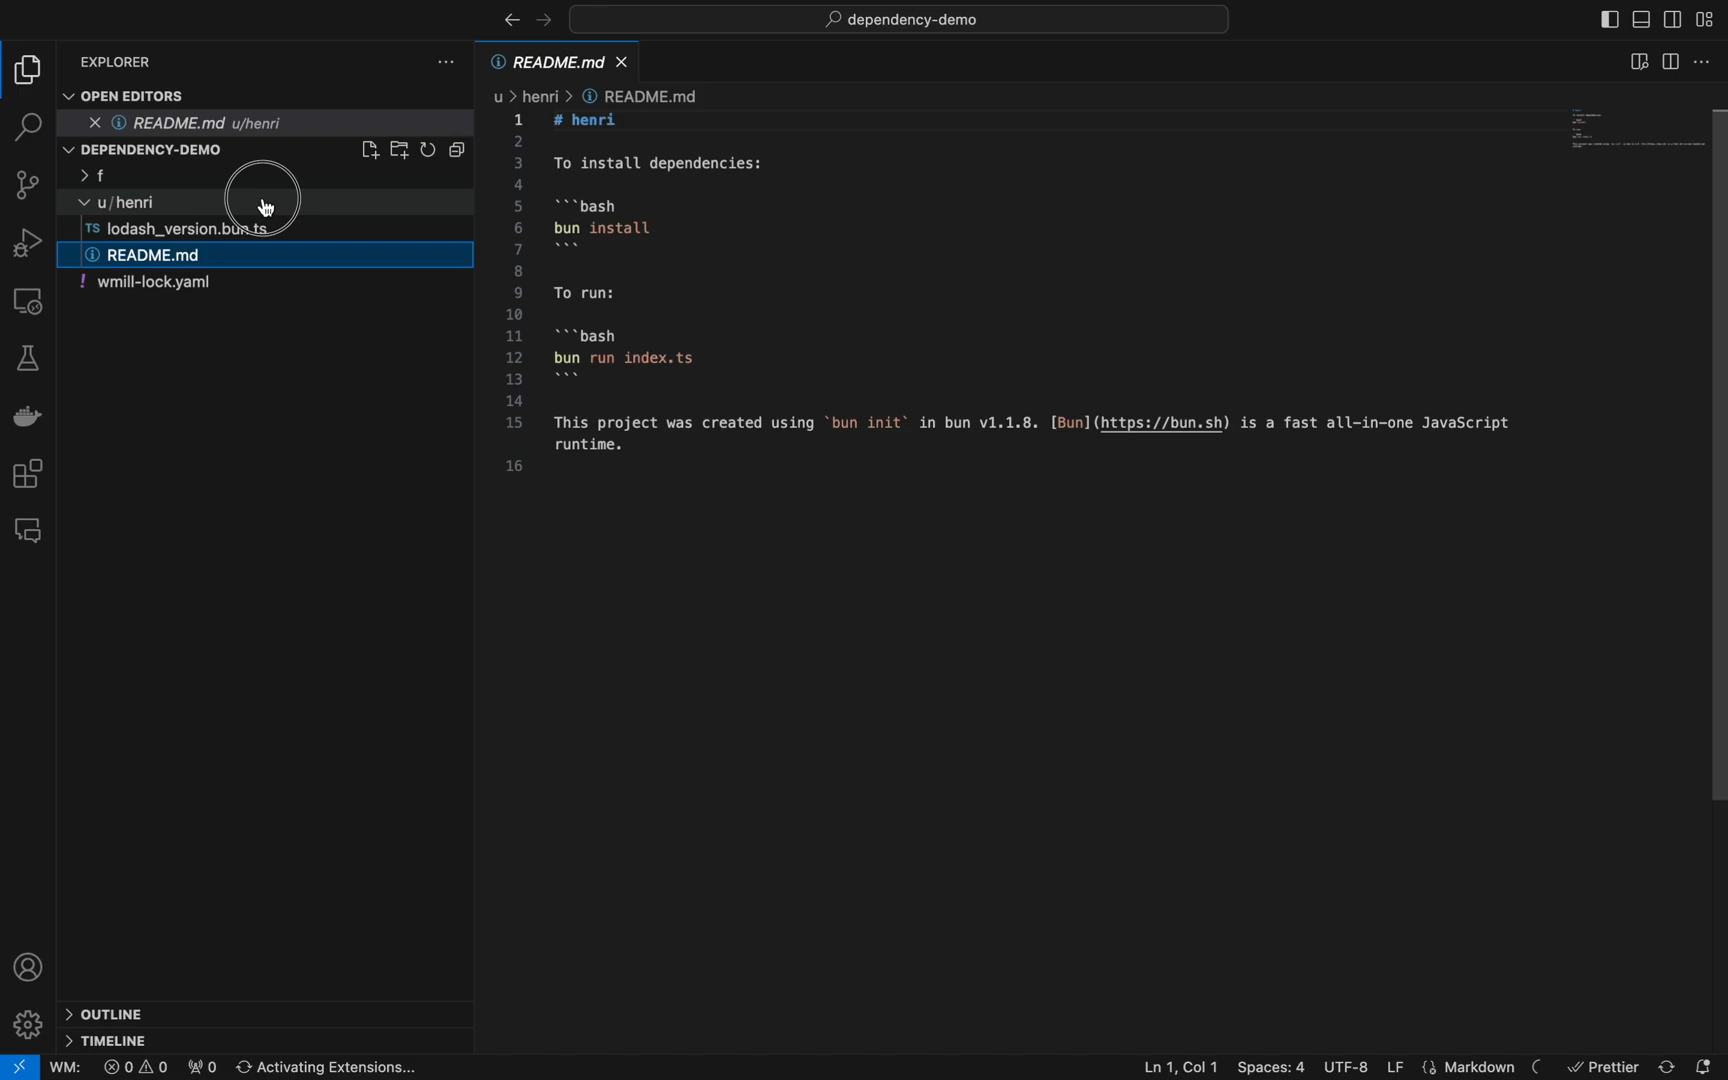 dependency-demo
EXPLORER
OPEN EDITORS
README.md u/henri
DEPENDENCY-DEMO
f
u/henri
TS lodash_version.bun.ts
README.md
! wmill-lock.yaml
OUTLINE
TIMELINE
README.md
u > henri > README.md
1 # henri
2
3 To install dependencies:
4
5 ```bash
6 bun install
7 ```
8
9 To run:
10
11 ```bash
12 bun run index.ts
13 ```
14
15 This project was created using `bun init` in bun v1.1.8. [Bun](https://bun.sh) is a fast all-in-one JavaScript
runtime.
16
WM: 0 0 0 Activating Extensions... Ln 1, Col 1 Spaces: 4 UTF-8 LF {} Markdown Prettier